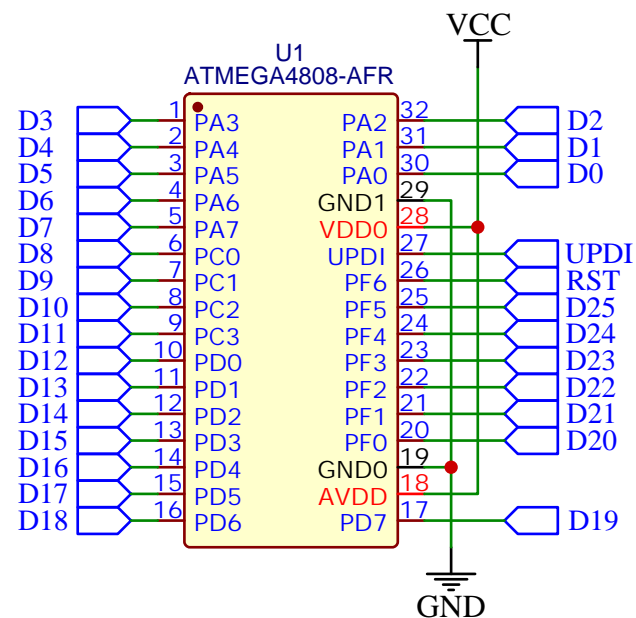 VCC
U1
ATMEGA4808-AFR
D3 1 PA3 PA2 32 D2
D4 2 PA4 PA1 31 D1
D5 3 PA5 PA0 30 D0
D6 4 PA6 GND1 29
D7 5 PA7 VDD0 28
D8 6 PC0 UPDI 27 UPDI
D9 7 PC1 PF6 26 RST
D10 8 PC2 PF5 25 D25
D11 9 PC3 PF4 24 D24
D12 10 PD0 PF3 23 D23
D13 11 PD1 PF2 22 D22
D14 12 PD2 PF1 21 D21
D15 13 PD3 PF0 20 D20
D16 14 PD4 GND0 19
D17 15 PD5 AVDD 18
D18 16 PD6 PD7 17 D19
GND